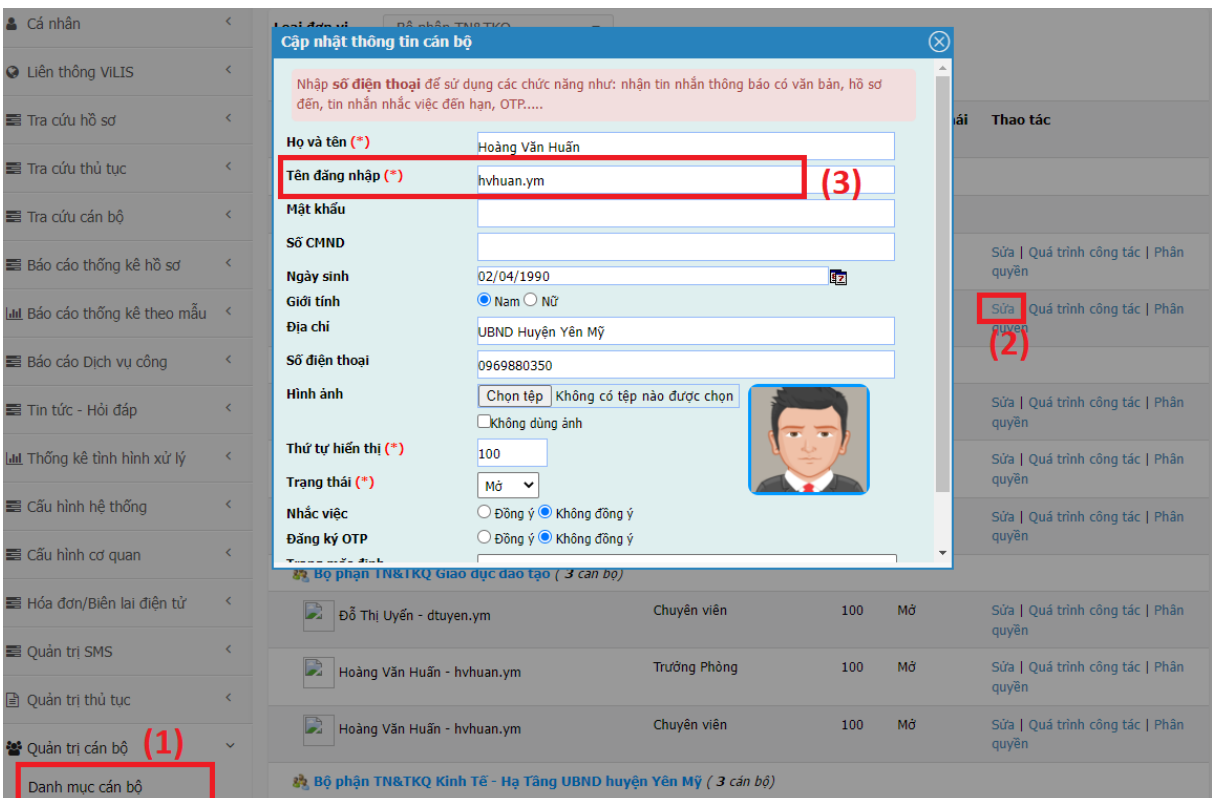 Cá nhân
Liên thông ViLIS
Tra cứu hồ sơ
Tra cứu thủ tục
Tra cứu cán bộ
Báo cáo thống kê hồ sơ
Báo cáo thống kê theo mẫu
Báo cáo Dịch vụ công
Tin tức - Hỏi đáp
Thống kê tình hình xử lý
Cấu hình hệ thống
Cấu hình cơ quan
Hóa đơn/Biên lai điện tử
Quản trị SMS
Quản trị thủ tục
Quản trị cán bộ (1)
Danh mục cán bộ
Loại đơn vị Bộ phận TN&TKQ
Cập nhật thông tin cán bộ
Nhập số điện thoại để sử dụng các chức năng như: nhận tin nhắn thông báo có văn bản, hồ sơ
đến, tin nhắn nhắc việc đến hạn, OTP.....
Họ và tên (*) Hoàng Văn Huấn
Tên đăng nhập (*) hvhuan.ym (3)
Mật khẩu
Số CMND
Ngày sinh 02/04/1990
Giới tính Nam Nữ
Địa chỉ UBND Huyện Yên Mỹ
Số điện thoại 0969880350
Hình ảnh Chọn tệp Không có tệp nào được chọn
Không dùng ảnh
Thứ tự hiển thị (*) 100
Trạng thái (*) Mở
Nhắc việc Đồng ý Không đồng ý
Đăng ký OTP Đồng ý Không đồng ý
Trang mặc định
ái Thao tác
Sửa | Quá trình công tác | Phân
quyền
Sửa | Quá trình công tác | Phân
quyền
(2)
Sửa | Quá trình công tác | Phân
quyền
Sửa | Quá trình công tác | Phân
quyền
Sửa | Quá trình công tác | Phân
quyền
Bộ phận TN&TKQ Giáo dục đào tạo ( 3 cán bộ)
Đỗ Thị Uyển - dtuyen.ym Chuyên viên 100 Mở Sửa | Quá trình công tác | Phân
quyền
Hoàng Văn Huấn - hvhuan.ym Trưởng Phòng 100 Mở Sửa | Quá trình công tác | Phân
quyền
Hoàng Văn Huấn - hvhuan.ym Chuyên viên 100 Mở Sửa | Quá trình công tác | Phân
quyền
Bộ phận TN&TKQ Kinh Tế - Hạ Tầng UBND huyện Yên Mỹ ( 3 cán bộ)